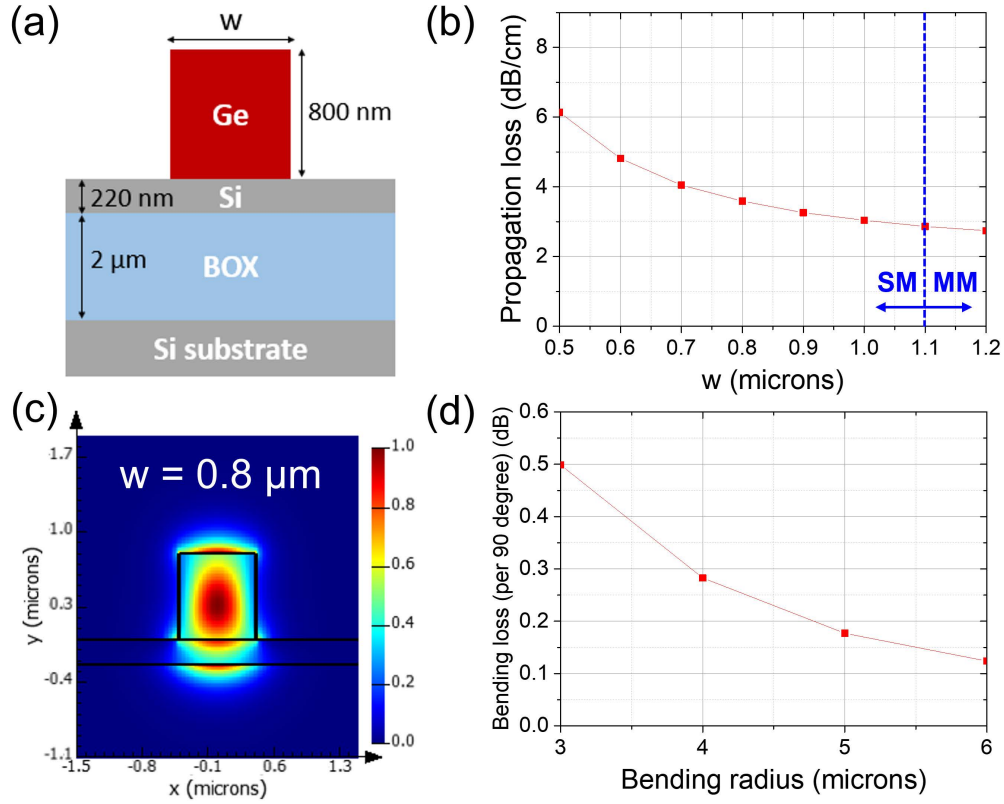 (a)
w
Ge
800 nm
220 nm
Si
2 µm
BOX
Si substrate
(b)
Propagation loss (dB/cm)
8
6
4
2
0
SM MM
0.5 0.6 0.7 0.8 0.9 1.0 1.1 1.2
w (microns)
(c)
w = 0.8 µm
y (microns)
1.7
1.0
0.3
-0.4
-1.1
-1.5 -0.8 -0.1 0.6 1.3
x (microns)
1.0
0.8
0.6
0.4
0.2
0.0
(d)
Bending loss (per 90 degree) (dB)
0.6
0.5
0.4
0.3
0.2
0.1
0.0
3 4 5 6
Bending radius (microns)